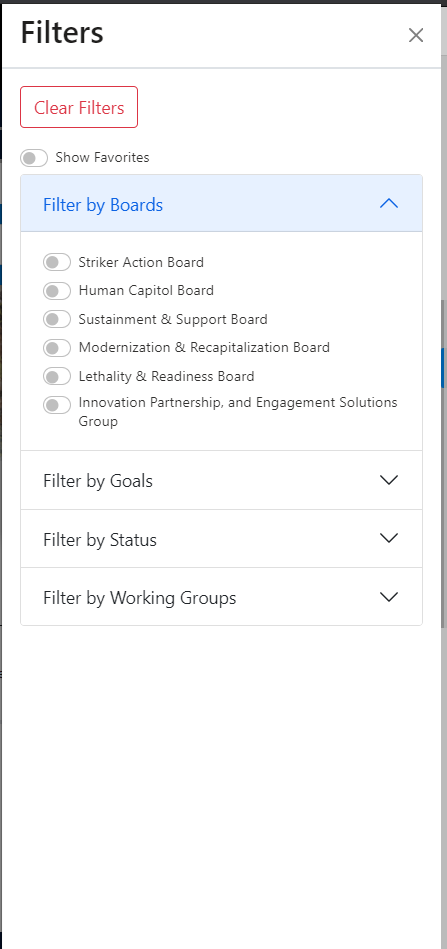 Filters
Clear Filters
Show Favorites
Filter by Boards
Striker Action Board
Human Capitol Board
Sustainment & Support Board
Modernization & Recapitalization Board
Lethality & Readiness Board
Innovation Partnership, and Engagement Solutions
Group
Filter by Goals
Filter by Status
Filter by Working Groups